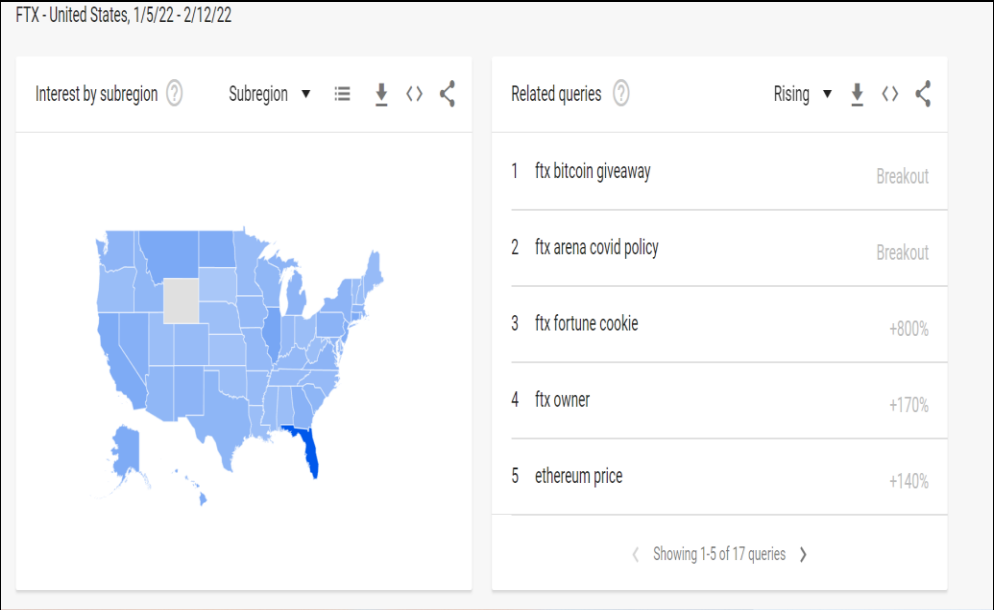 FTX - United States, 1/5/22 - 2/12/22
Interest by subregion ? Subregion
Related queries ? Rising
1 ftx bitcoin giveaway Breakout
2 ftx arena covid policy Breakout
3 ftx fortune cookie +800%
4 ftx owner +170%
5 ethereum price +140%
Showing 1-5 of 17 queries